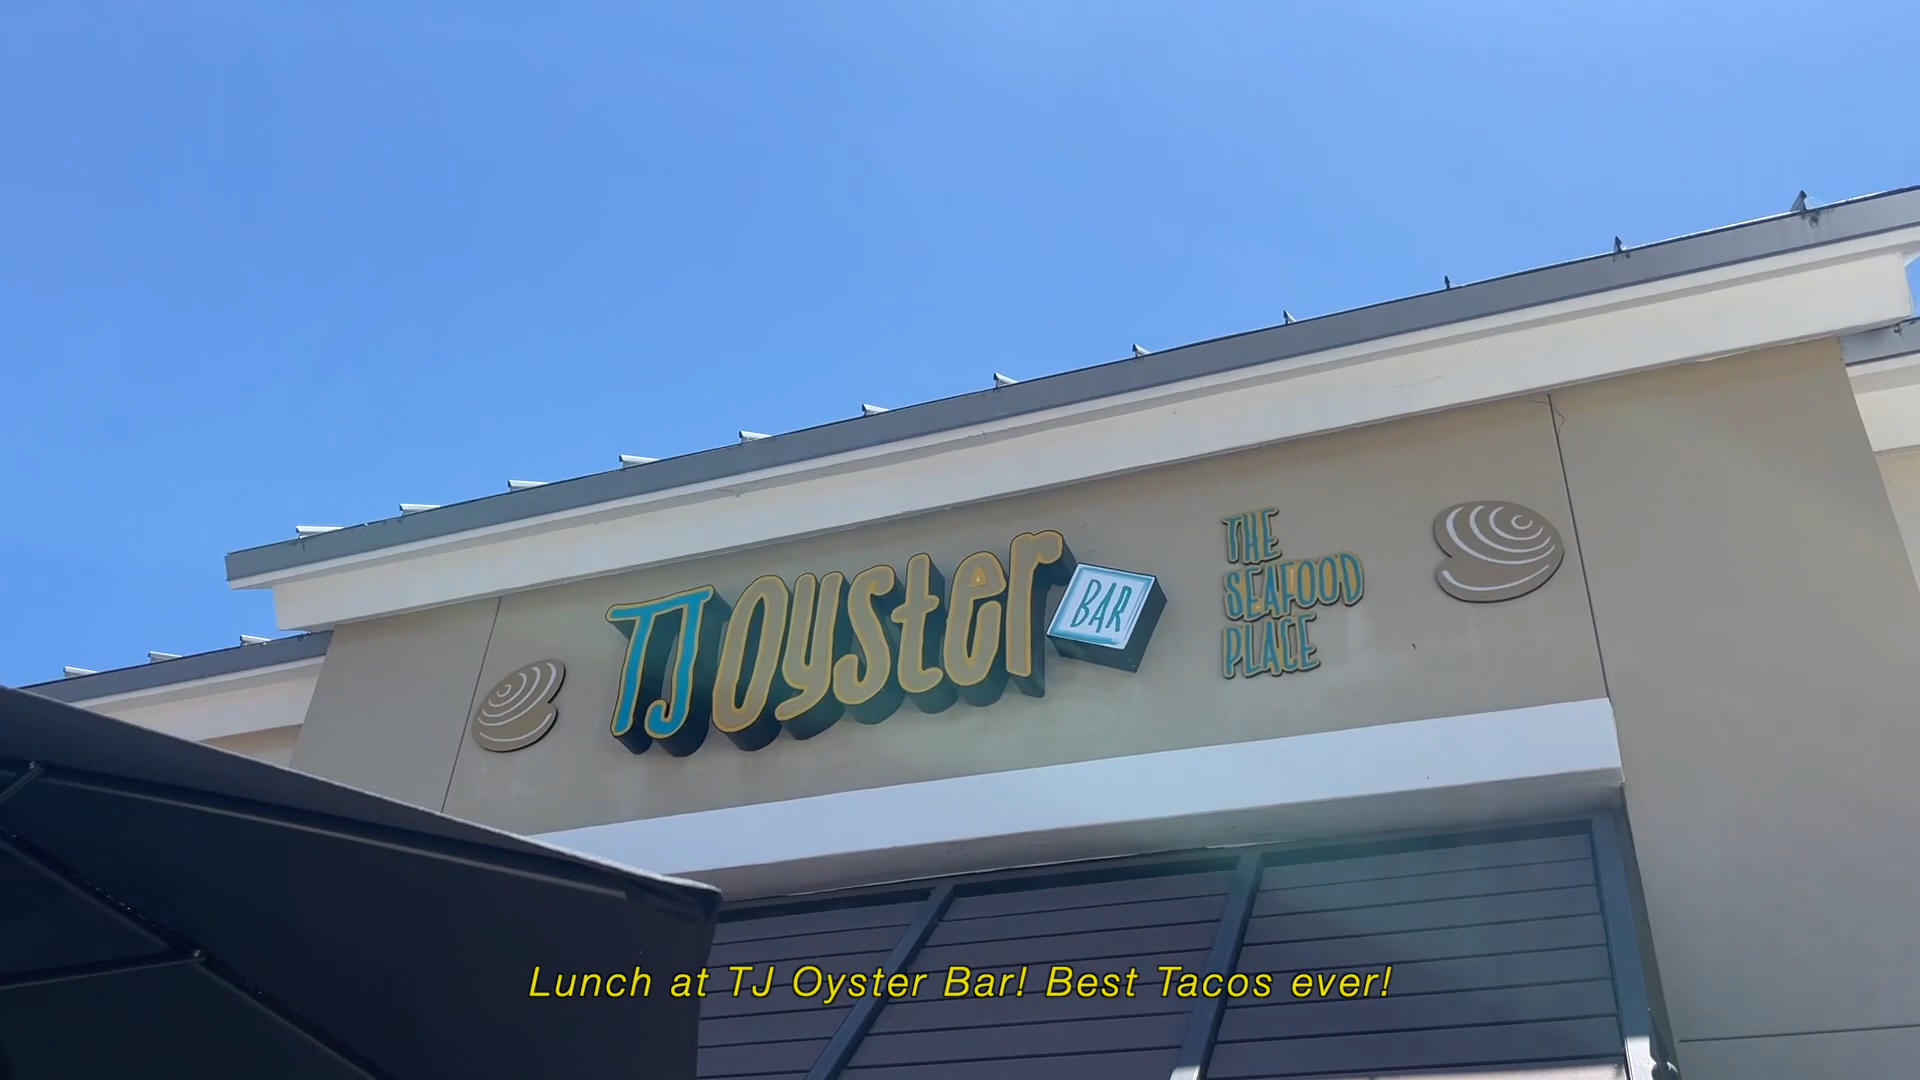 TJ Oyster BAR
THE
SEAFOOD
PLACE
Lunch at TJ Oyster Bar! Best Tacos ever!